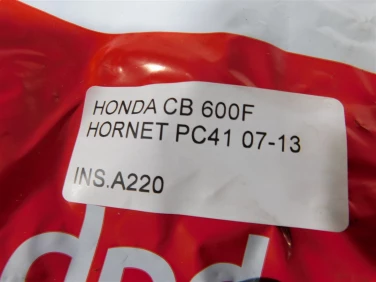 HONDA CB 600F
HORNET PC41 07-13
INS.A220
dpd